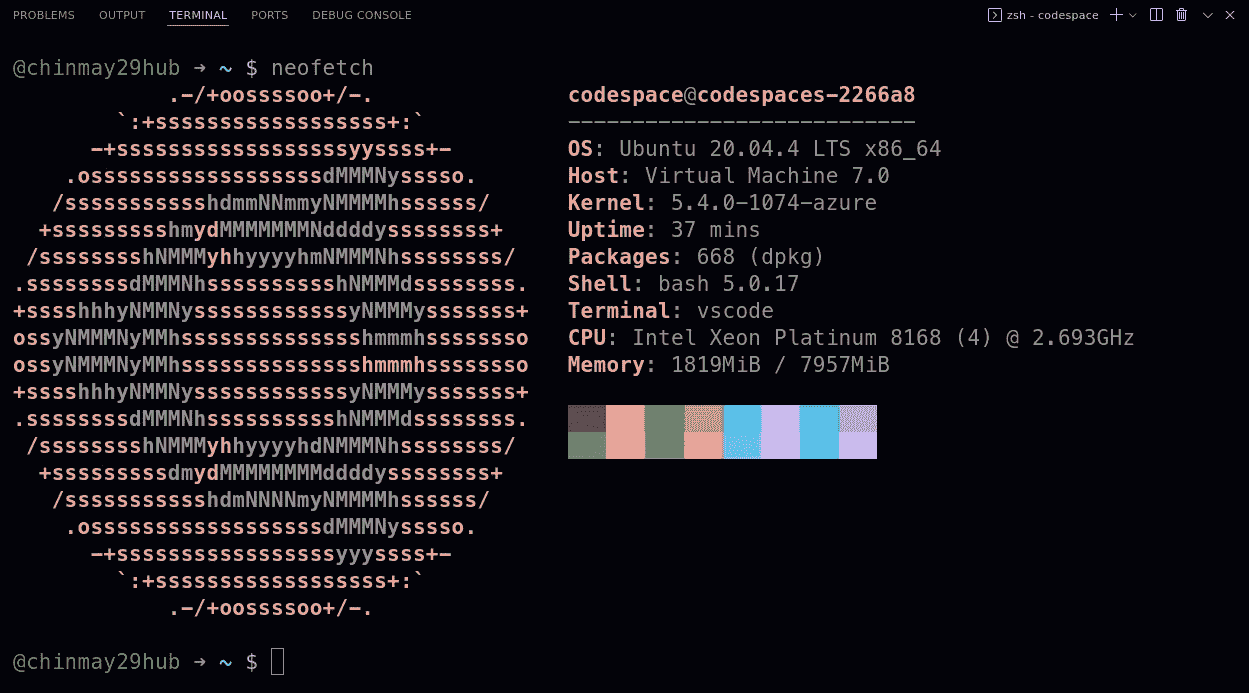 PROBLEMS OUTPUT TERMINAL PORTS DEBUG CONSOLE zsh - codespace
@chinmay29hub → ~ $ neofetch
.-/+oossssoo+/-. codespace@codespaces-2266a8
`:+ssssssssssssssssss+:` ---------------------------
-+ssssssssssssssssssyyssss+- OS: Ubuntu 20.04.4 LTS x86_64
.ossssssssssssssssssdMMMNysssso. Host: Virtual Machine 7.0
/ssssssssssshdmmNNmmyNMMMMhssssss/ Kernel: 5.4.0-1074-azure
+ssssssssshmydMMMMMMMNddddyssssssss+ Uptime: 37 mins
/sssssssshNMMMyhhyyyyhmNMMMNhssssssss/ Packages: 668 (dpkg)
.ssssssssdMMMNhsssssssssshNMMMdssssssss. Shell: bash 5.0.17
+sssshhhyNMMNyssssssssssssyNMMMysssssss+ Terminal: vscode
ossyNMMMNyMMhsssssssssssssshmmmhssssssso CPU: Intel Xeon Platinum 8168 (4) @ 2.693GHz
ossyNMMMNyMMhsssssssssssssshmmmhssssssso Memory: 1819MiB / 7957MiB
+sssshhhyNMMNyssssssssssssyNMMMysssssss+
.ssssssssdMMMNhsssssssssshNMMMdssssssss.
/sssssssshNMMMyhhyyyyhdNMMMNhssssssss/
+sssssssssdmydMMMMMMMMddddyssssssss+
/ssssssssssshdmNNNNmyNMMMMhssssss/
.ossssssssssssssssssdMMMNysssso.
-+sssssssssssssssssyyyssss+-
`:+ssssssssssssssssss+:`
.-/+oossssoo+/-.
@chinmay29hub → ~ $